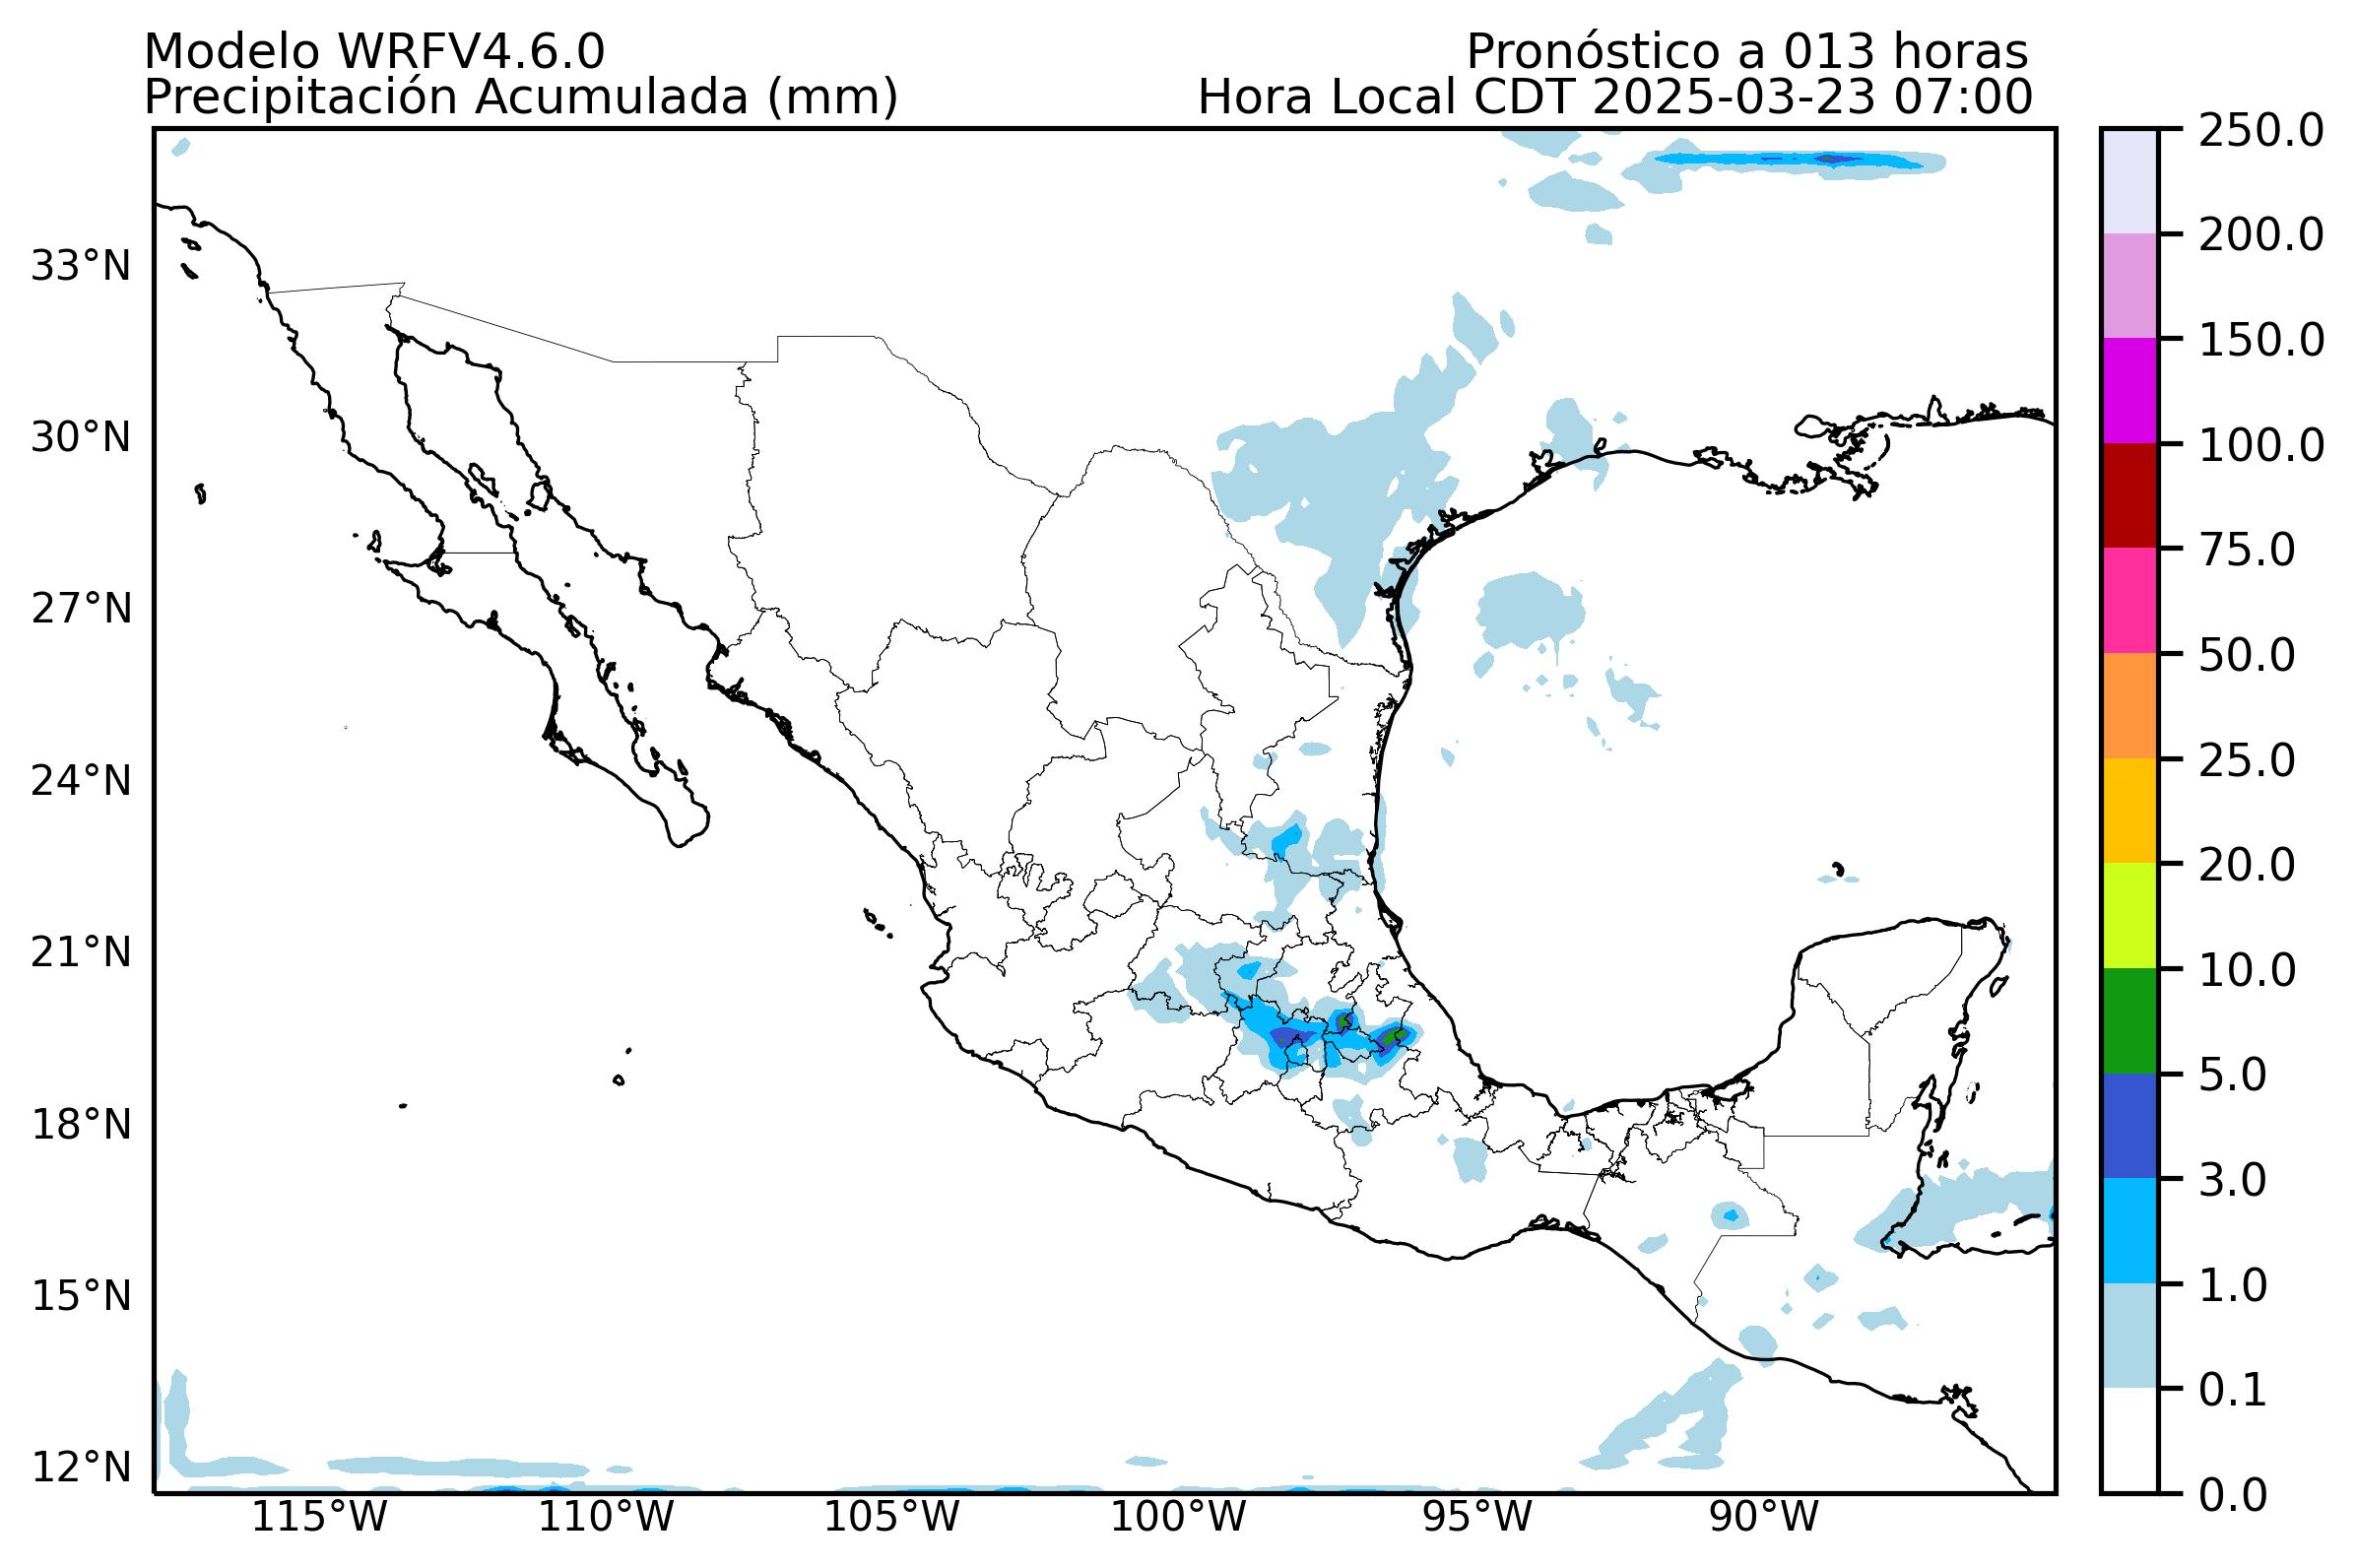 Modelo WRFV4.6.0
Pronóstico a 013 horas
Precipitación Acumulada (mm)
Hora Local CDT 2025-03-23 07:00
33°N
30°N
27°N
24°N
21°N
18°N
15°N
12°N
115°W
110°W
105°W
100°W
95°W
90°W
250.0
200.0
150.0
100.0
75.0
50.0
25.0
20.0
10.0
5.0
3.0
1.0
0.1
0.0